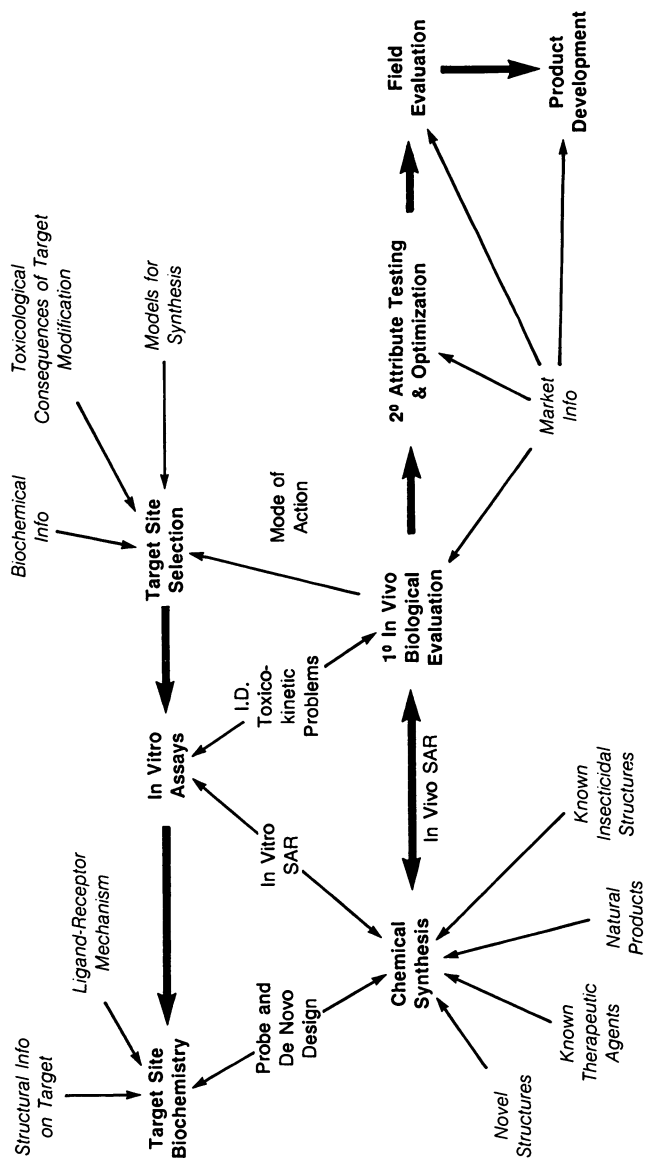 Structural Info
on Target
Ligand-Receptor
Mechanism
Biochemical
Info
Toxicological
Consequences of Target
Modification
Models for
Synthesis
Target Site
Biochemistry
In Vitro
Assays
Target Site
Selection
Probe and
De Novo
Design
In Vitro
SAR
I.D.
Toxico-
kinetic
Problems
Mode of
Action
Chemical
Synthesis
In Vivo SAR
1º In Vivo
Biological
Evaluation
2º Attribute Testing
& Optimization
Field
Evaluation
Novel
Structures
Known
Therapeutic
Agents
Natural
Products
Known
Insecticidal
Structures
Market
Info
Product
Development